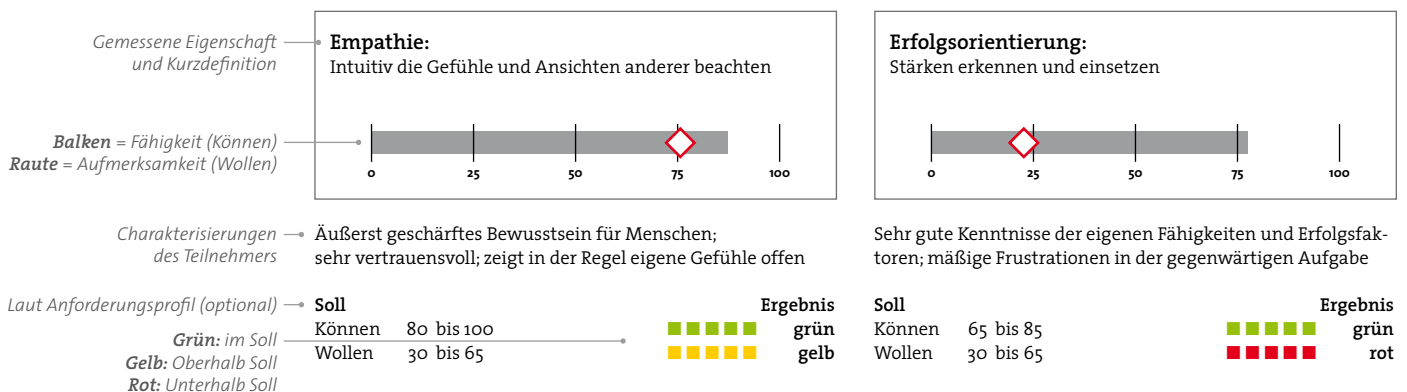 Gemessene Eigenschaft
und Kurzdefinition
Empathie:
Intuitiv die Gefühle und Ansichten anderer beachten
Erfolgsorientierung:
Stärken erkennen und einsetzen
Balken = Fähigkeit (Können)
Raute = Aufmerksamkeit (Wollen)
0 25 50 75 100
0 25 50 75 100
Charakterisierungen
des Teilnehmers
Äußerst geschärftes Bewusstsein für Menschen;
sehr vertrauensvoll; zeigt in der Regel eigene Gefühle offen
Sehr gute Kenntnisse der eigenen Fähigkeiten und Erfolgsfak-
toren; mäßige Frustrationen in der gegenwärtigen Aufgabe
Laut Anforderungsprofil (optional)
Grün: im Soll
Gelb: Oberhalb Soll
Rot: Unterhalb Soll
Soll Ergebnis
Können 80 bis 100 grün
Wollen 30 bis 65 gelb
Soll Ergebnis
Können 65 bis 85 grün
Wollen 30 bis 65 rot